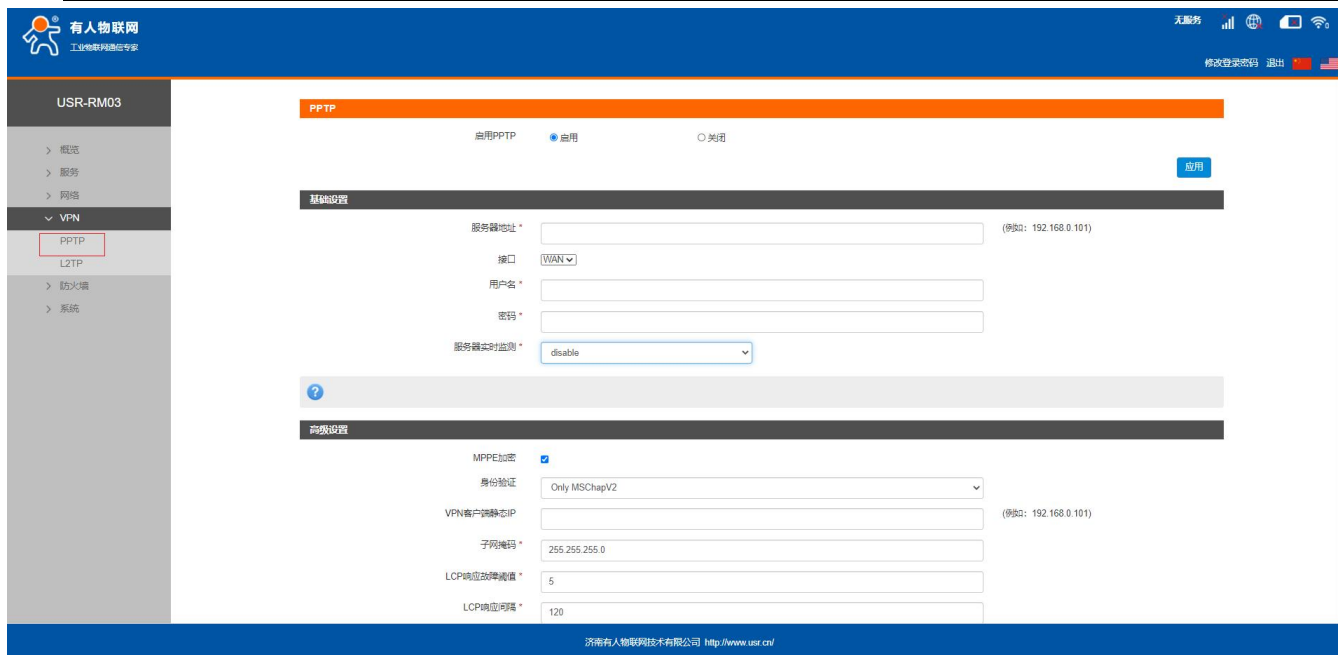 有人物联网
工业物联网通信专家
无服务
修改登录密码 退出
USR-RM03
概览
服务
网络
VPN
PPTP
L2TP
防火墙
系统
PPTP
启用PPTP 启用 关闭
应用
基础设置
服务器地址 * (例如：192.168.0.101)
接口 WAN
用户名 *
密码 *
服务器实时监测 * disable
高级设置
MPPE加密
身份验证 Only MSChapV2
VPN客户端静态IP (例如：192.168.0.101)
子网掩码 * 255.255.255.0
LCP响应故障阈值 * 5
LCP响应间隔 * 120
济南有人物联网技术有限公司 http://www.usr.cn/